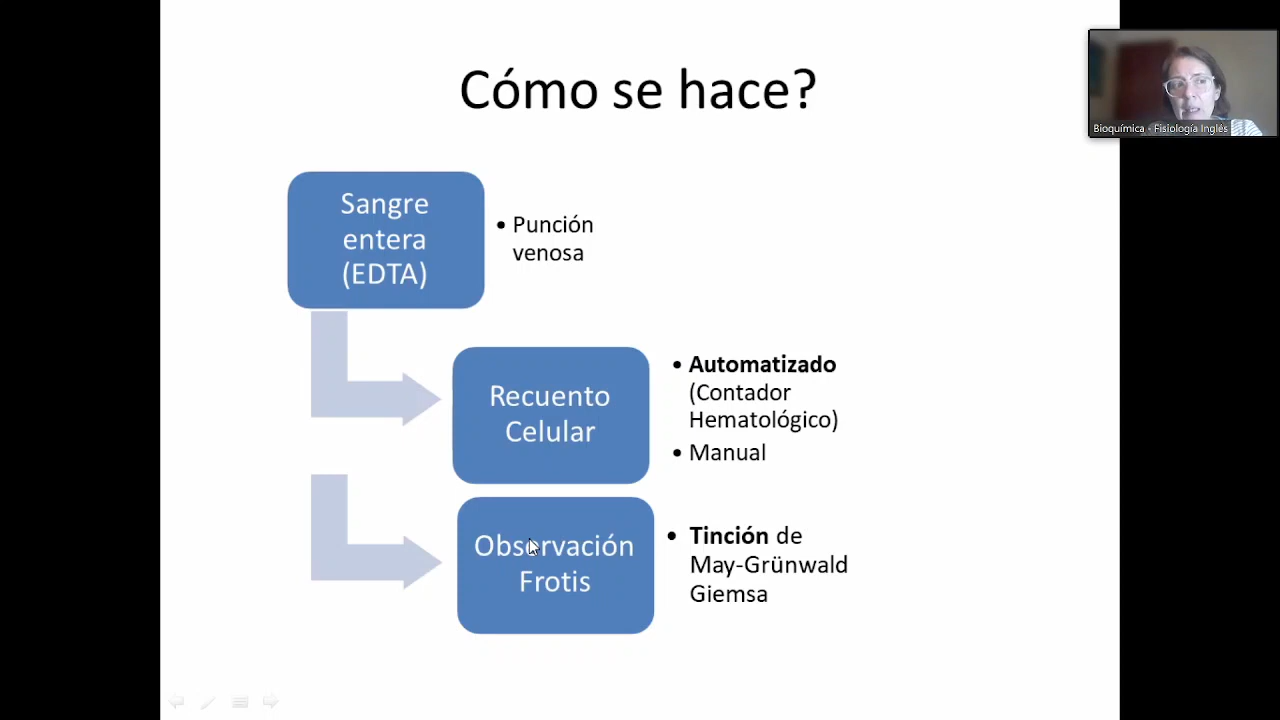 Cómo se hace?
Sangre
entera
(EDTA)
• Punción
venosa
Recuento
Celular
• Automatizado
(Contador
Hematológico)
• Manual
Observación
Frotis
• Tinción de
May-Grünwald
Giemsa
Bioquímica - Fisiología Inglés